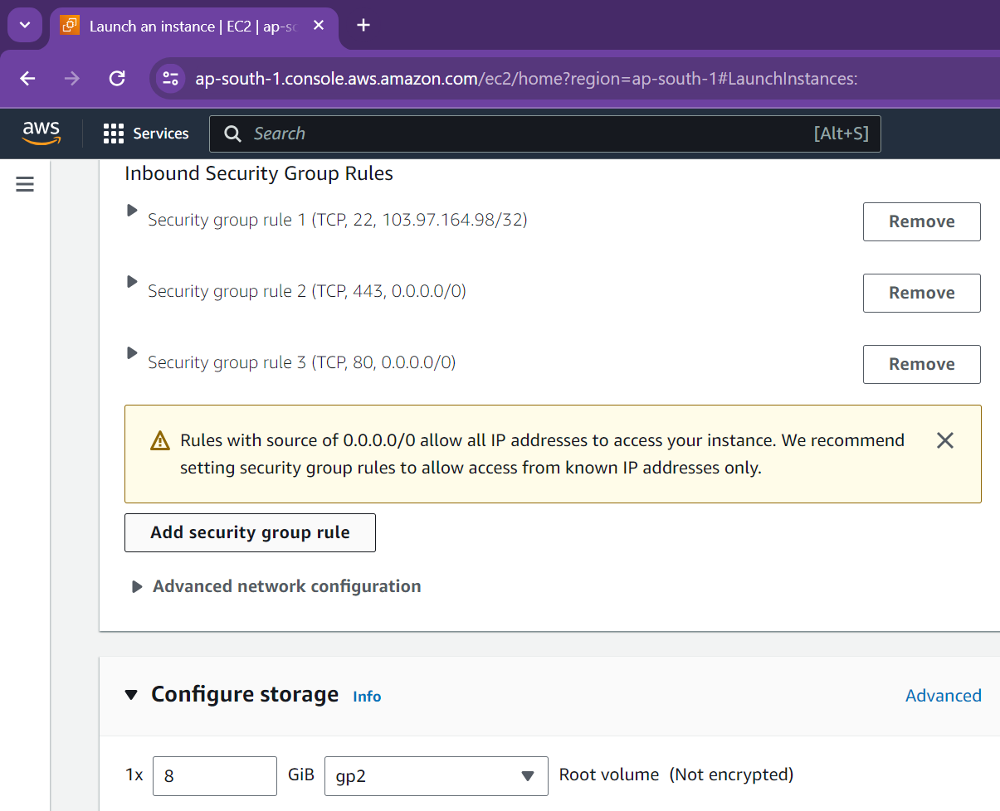 Launch an instance | EC2 | ap-sc
ap-south-1.console.aws.amazon.com/ec2/home?region=ap-south-1#LaunchInstances:
aws
Services
Search
[Alt+S]
Inbound Security Group Rules
Security group rule 1 (TCP, 22, 103.97.164.98/32)
Remove
Security group rule 2 (TCP, 443, 0.0.0.0/0)
Remove
Security group rule 3 (TCP, 80, 0.0.0.0/0)
Remove
Rules with source of 0.0.0.0/0 allow all IP addresses to access your instance. We recommend
setting security group rules to allow access from known IP addresses only.
Add security group rule
Advanced network configuration
Configure storage Info
Advanced
1x 8 GiB gp2 Root volume (Not encrypted)